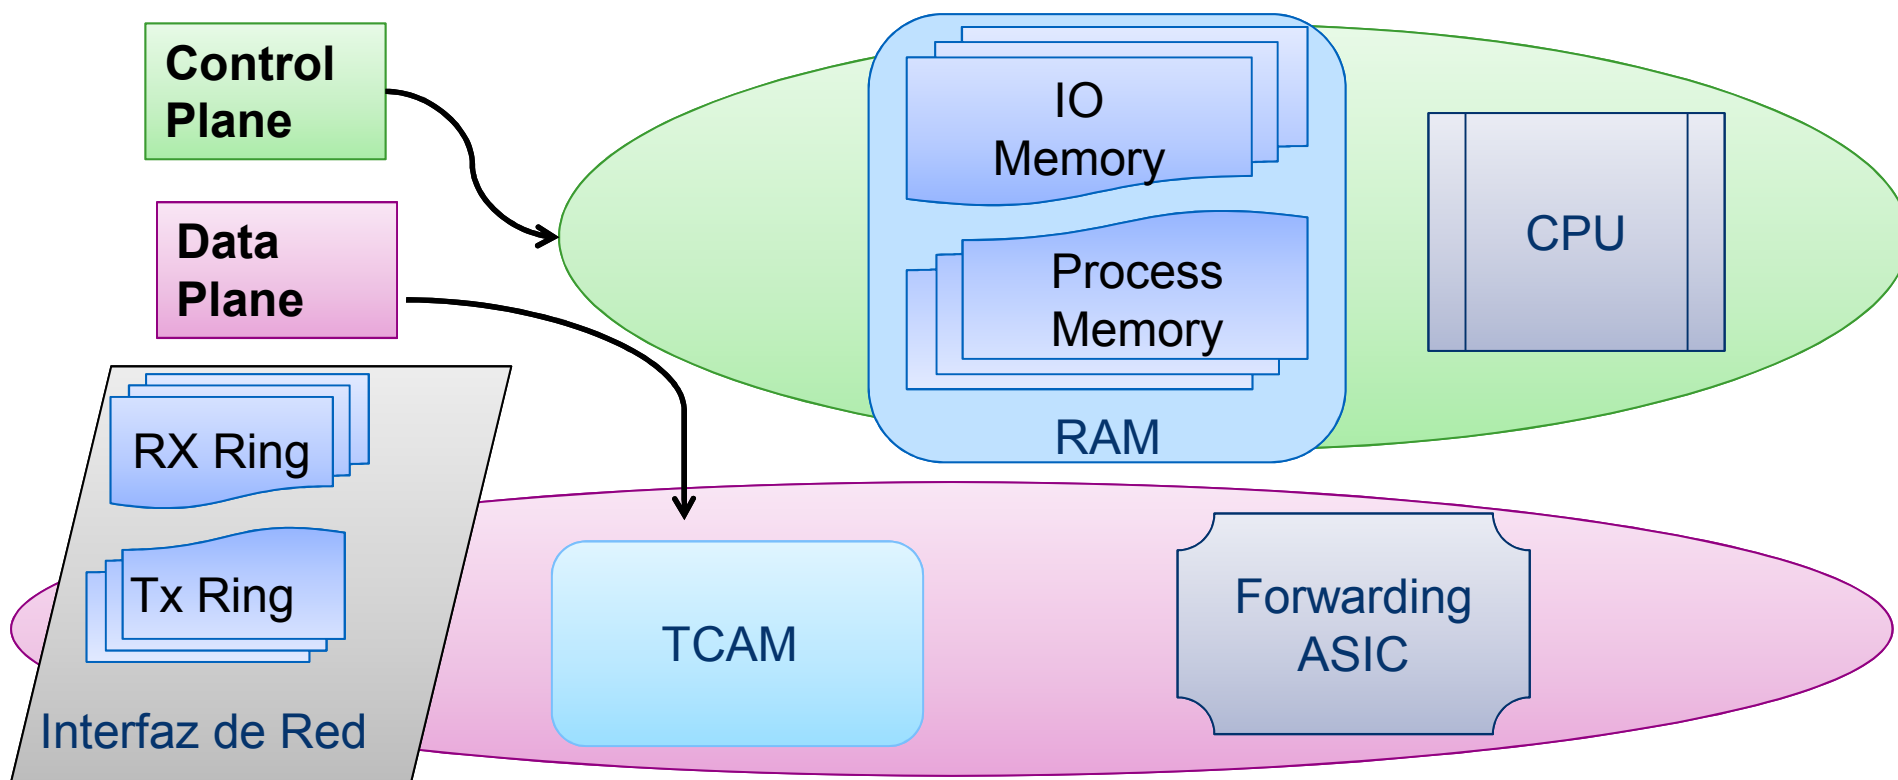 Control
Plane
Data
Plane
IO
Memory
Process
Memory
RAM
CPU
RX Ring
Tx Ring
Interfaz de Red
TCAM
Forwarding
ASIC